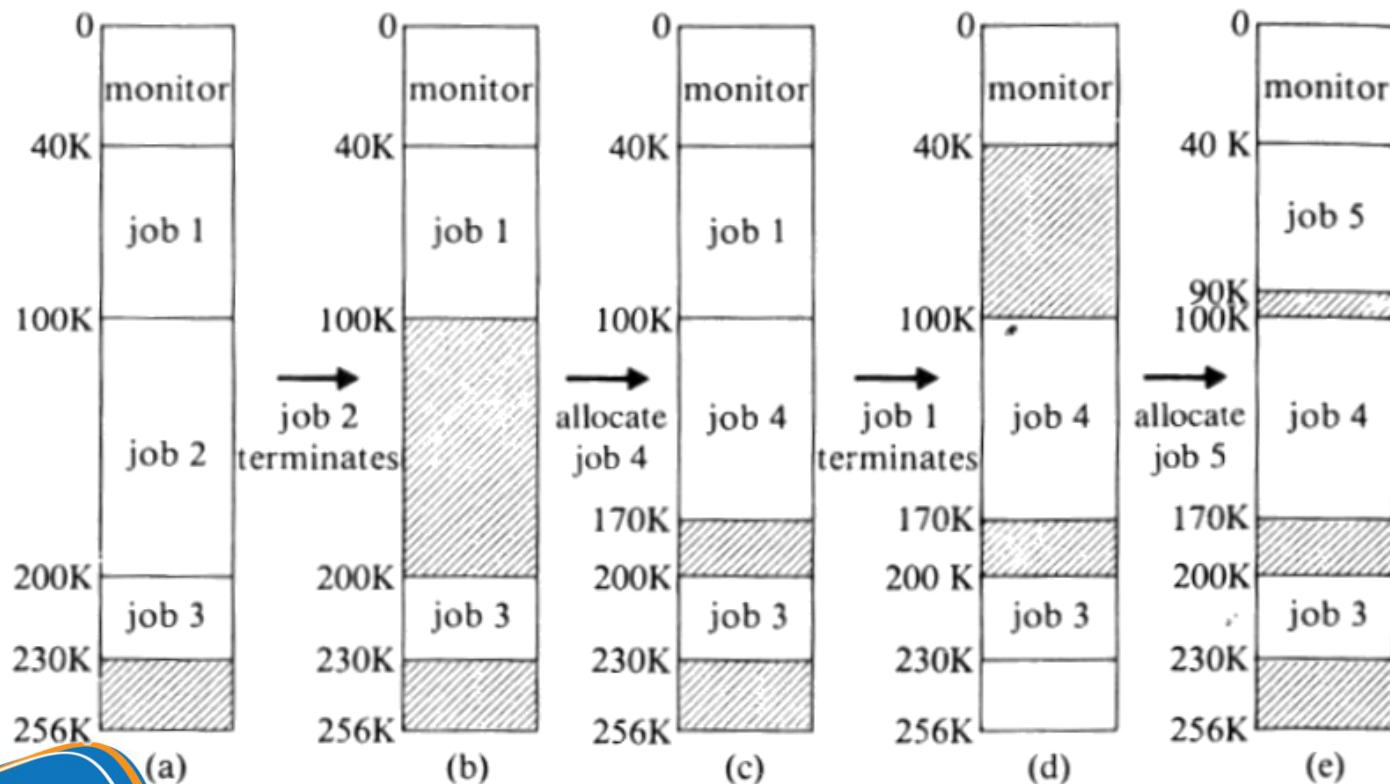 0
monitor
40K
job 1
100K
job 2
200K
job 3
230K
256K
(a)
job 2
terminates
0
monitor
40K
job 1
100K
200K
job 3
230K
256K
(b)
allocate
job 4
0
monitor
40K
job 1
100K
job 4
170K
200K
job 3
230K
256K
(c)
job 1
terminates
0
monitor
40K
100K
job 4
170K
200 K
job 3
230K
256K
(d)
allocate
job 5
0
monitor
40 K
job 5
90K
100K
job 4
170K
200K
job 3
230K
256K
(e)